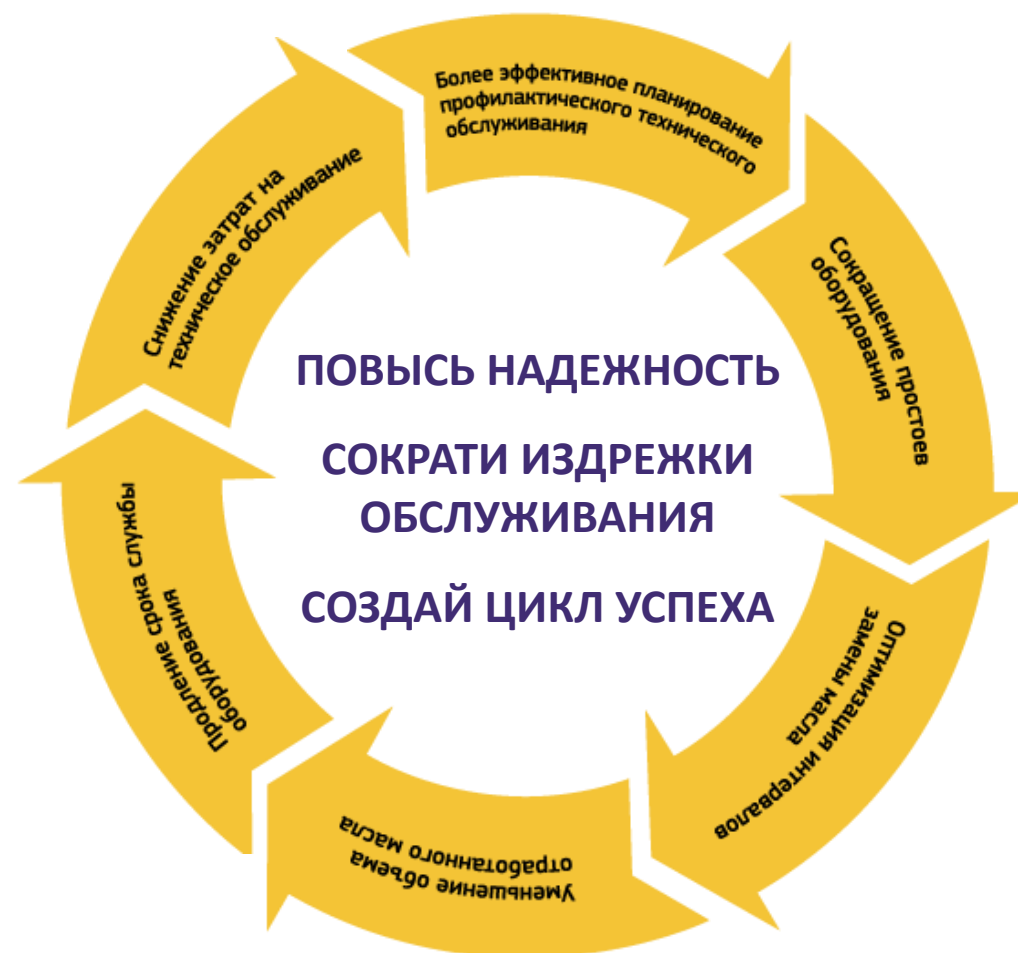 Более эффективное планирование
профилактического технического
обслуживания
Сокращение простоев
оборудования
Оптимизация интервалов
замены масла
Уменьшение объема
отработанного масла
Продление срока службы
оборудования
Снижение затрат на
техническое обслуживание
ПОВЫСЬ НАДЕЖНОСТЬ
СОКРАТИ ИЗДРЕЖКИ
ОБСЛУЖИВАНИЯ
СОЗДАЙ ЦИКЛ УСПЕХА